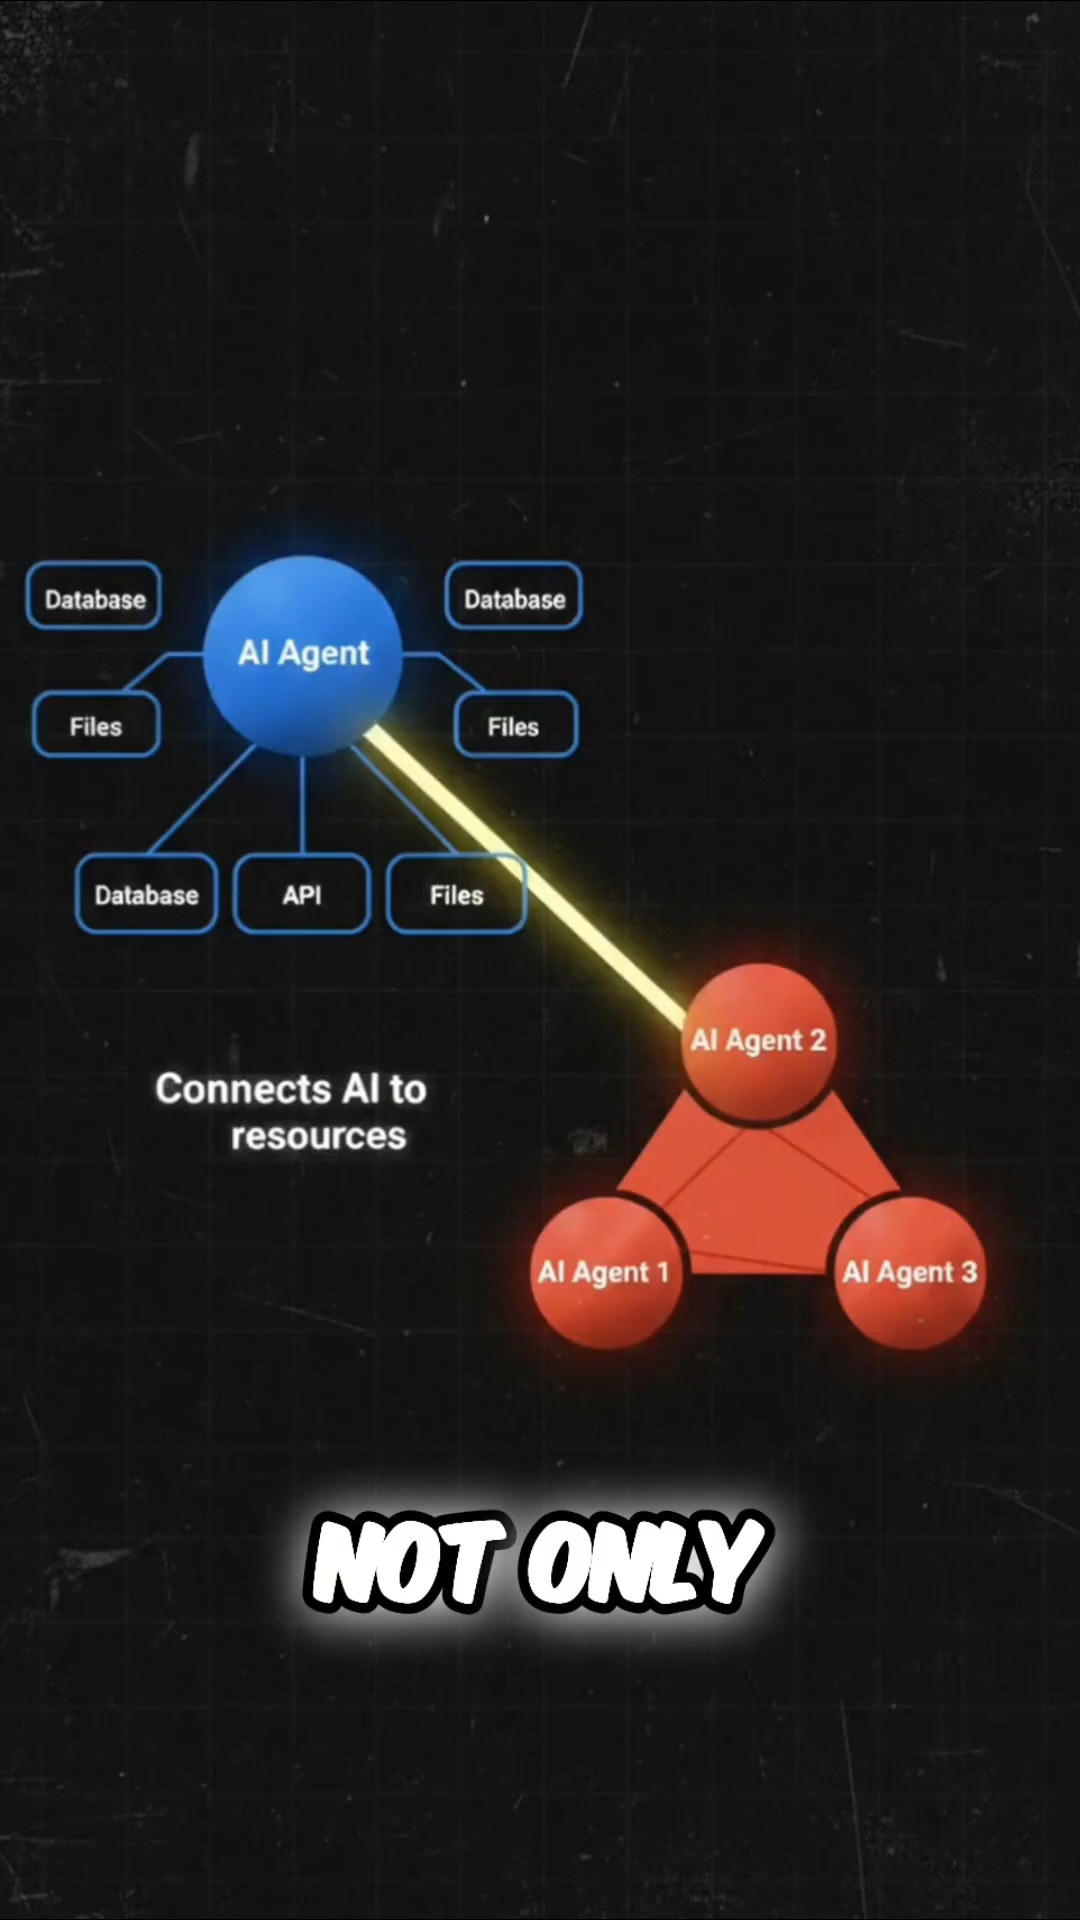 Database
AI Agent
Database
Files
Files
Database
API
Files
AI Agent 2
Connects AI to
resources
AI Agent 1
AI Agent 3
NOT ONLY